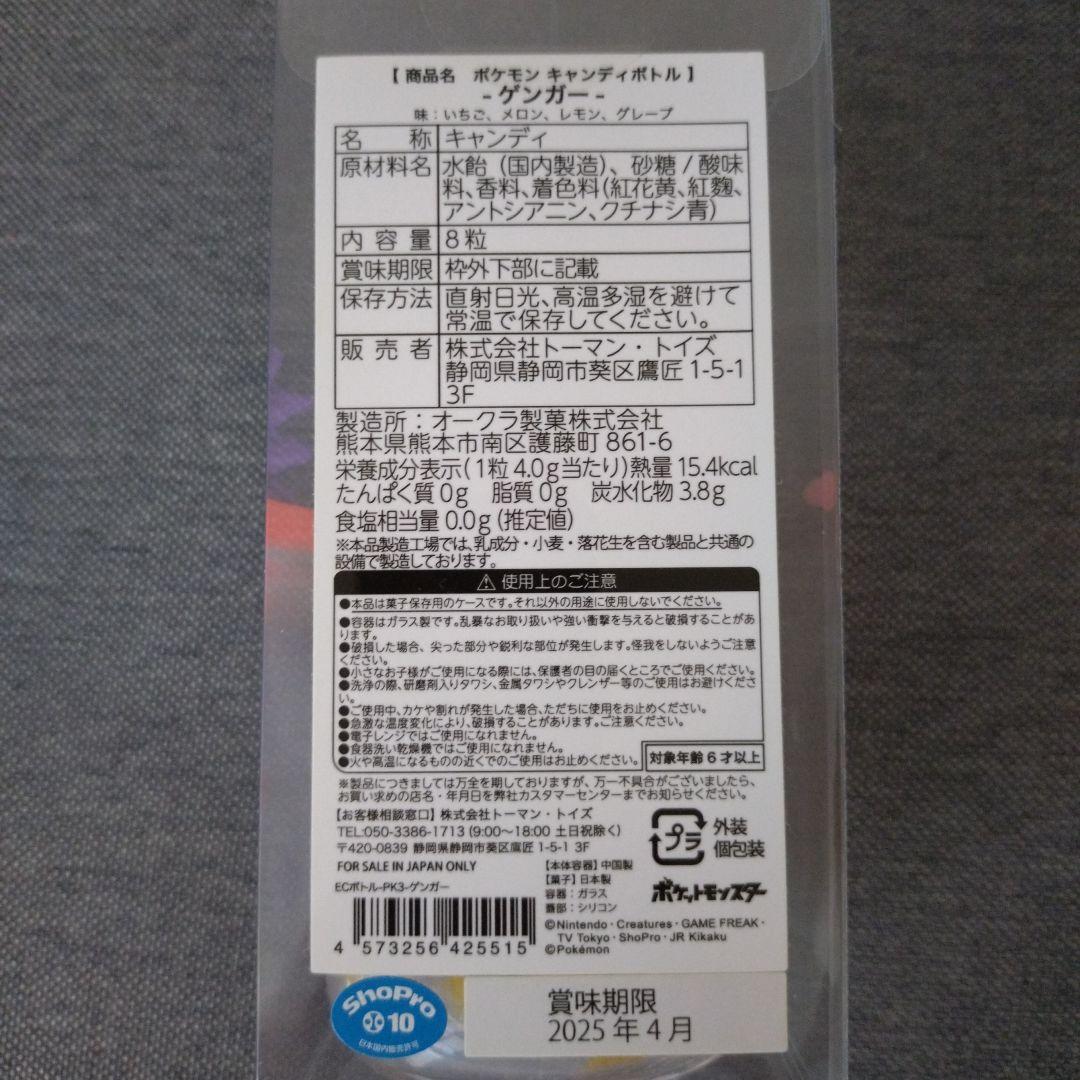 【 商品名　ポケモン キャンディボトル 】
- ゲンガー -
味：いちご、メロン、レモン、グレープ
名称 キャンディ
原材料名 水飴（国内製造）、砂糖 / 酸味
料、香料、着色料（紅花黄、紅麴、
アントシアニン、クチナシ青）
内容量 8粒
賞味期限 枠外下部に記載
保存方法 直射日光、高温多湿を避けて
常温で保存してください。
販売者 株式会社トーマン・トイズ
静岡県静岡市葵区鷹匠1-5-1
3F
製造所：オークラ製菓株式会社
熊本県熊本市南区護藤町 861-6
栄養成分表示（1粒 4.0g当たり）熱量 15.4kcal
たんぱく質 0g　脂質 0g　炭水化物 3.8g
食塩相当量 0.0g（推定値）
※本品製造工場では、乳成分・小麦・落花生を含む製品と共通の
設備で製造しております。
⚠ 使用上のご注意
●本品は菓子保存用のケースです。それ以外の用途に使用しないでください。
●容器はガラス製です。乱暴なお取り扱いや強い衝撃を与えると破損することがあ
ります。
●破損した場合、尖った部分や鋭利な部位が発生します。怪我をしないようご注意
ください。
●小さなお子様がご使用になる際には、保護者の目の届くところでご使用ください。
●洗浄の際、研磨剤入りタワシ、金属タワシやクレンザー等のご使用はお避けくださ
い。
●ご使用中、カケや割れが発生した場合、ただちに使用をお止めください。
●急激な温度変化により、破損することがあります。ご注意ください。
●電子レンジではご使用になれません。
●食器洗い乾燥機ではご使用になれません。
●火や高温になるものの近くでのご使用はお止めください。
対象年齢 6 才以上
※製品につきましては万全を期しておりますが、万一不具合がございましたら、
お買い求めの店名・年月日を弊社カスタマーセンターまでお知らせください。
【お客様相談窓口】株式会社トーマン・トイズ
TEL:050-3386-1713 (9:00～18:00 土日祝除く)
〒420-0839 静岡県静岡市葵区鷹匠 1-5-1 3F
プラ
外装
個包装
FOR SALE IN JAPAN ONLY
ECボトル-PK3-ゲンガー
【本体容器】中国製
【菓子】日本製
容器：ガラス
蓋部：シリコン
ポケットモンスター
4 573256 425515
©Nintendo・Creatures・GAME FREAK・
TV Tokyo・ShoPro・JR Kikaku
©Pokémon
ShoPro
10
日本国内販売許可
賞味期限
2025 年 4 月